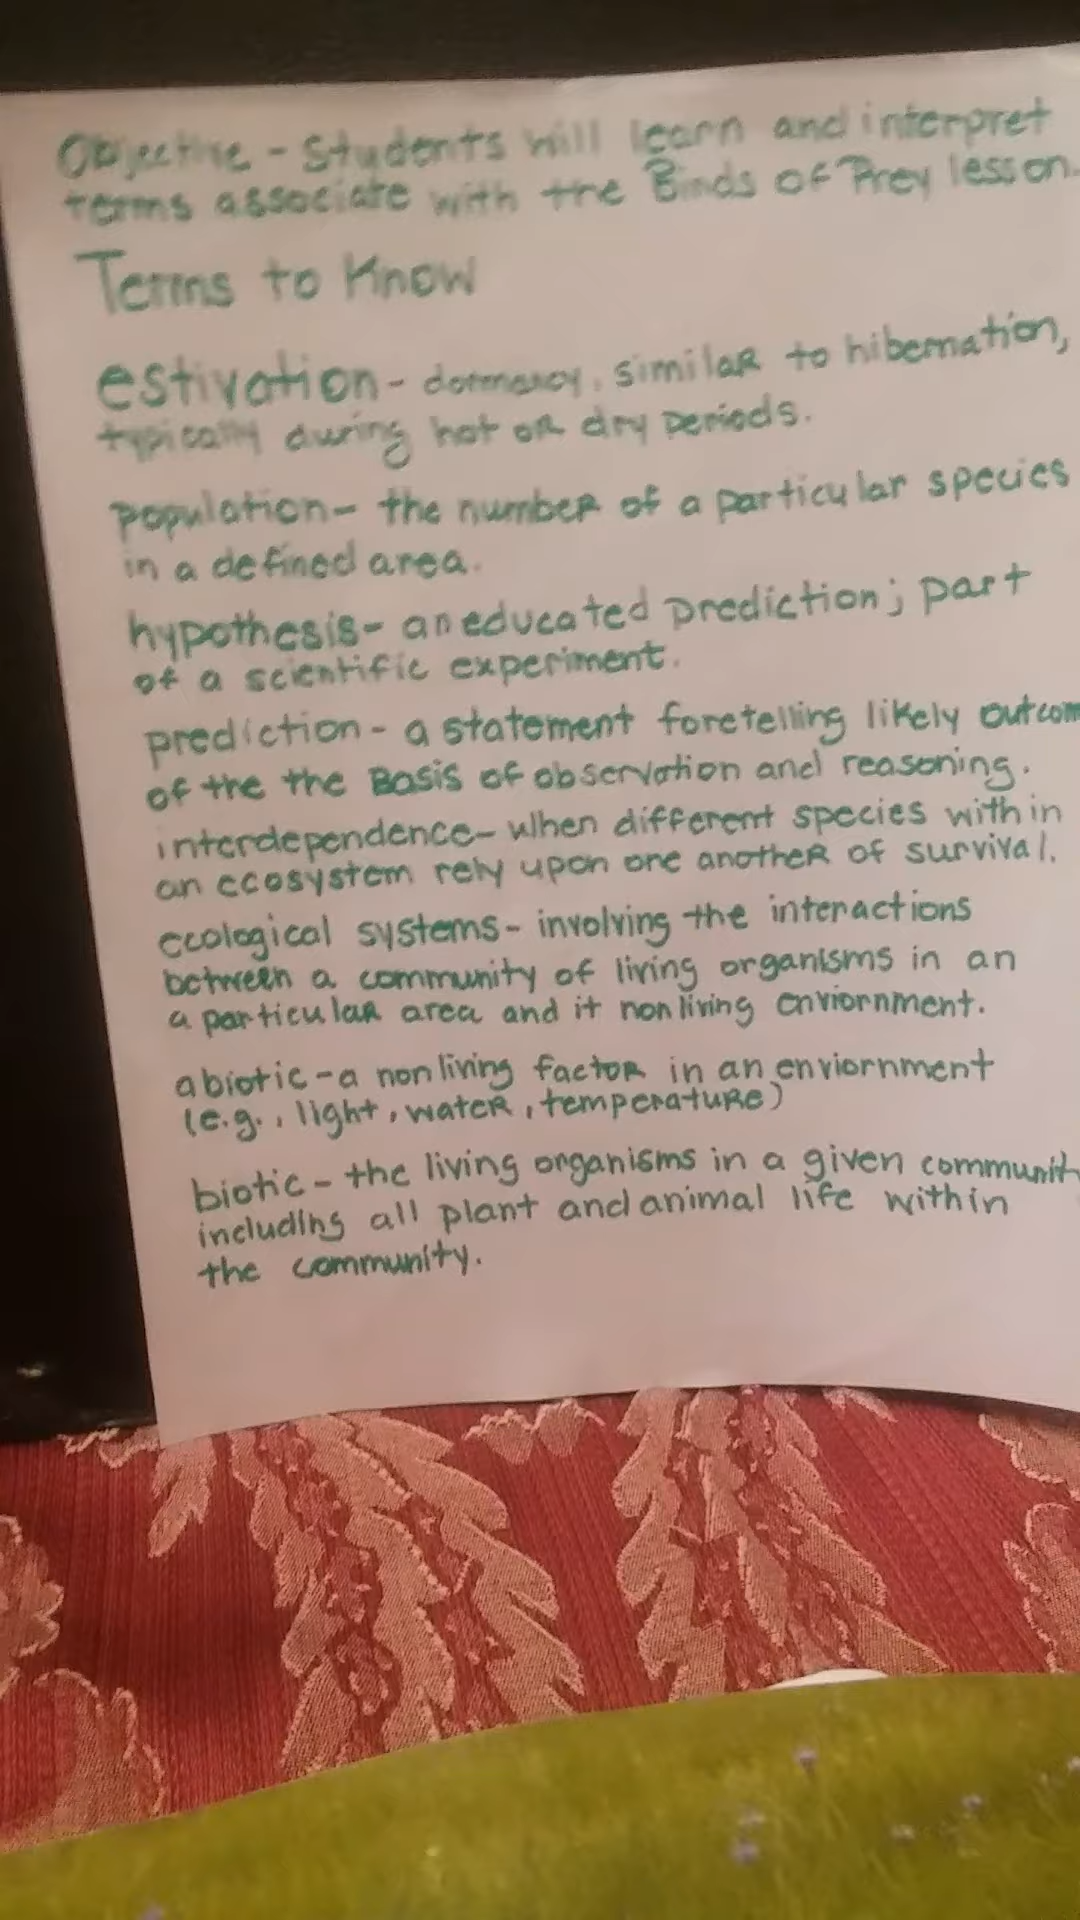 Objective - Students will learn and interpret
terms associate with the Birds of Prey lesson.
Terms to Know
estivation - dormancy, similar to hibernation,
typically during hot or dry periods.
population - the number of a particular species
in a defined area.
hypothesis - an educated prediction; part
of a scientific experiment.
prediction - a statement foretelling likely outcom
of the the Basis of observation and reasoning.
interdependence - when different species within
an ecosystem rely upon one another of survival.
ecological systems - involving the interactions
between a community of living organisms in an
a particular area and it nonliving enviornment.
abiotic - a nonliving factor in an enviornment
(e.g., light, water, temperature)
biotic - the living organisms in a given communit
including all plant and animal life within
the community.